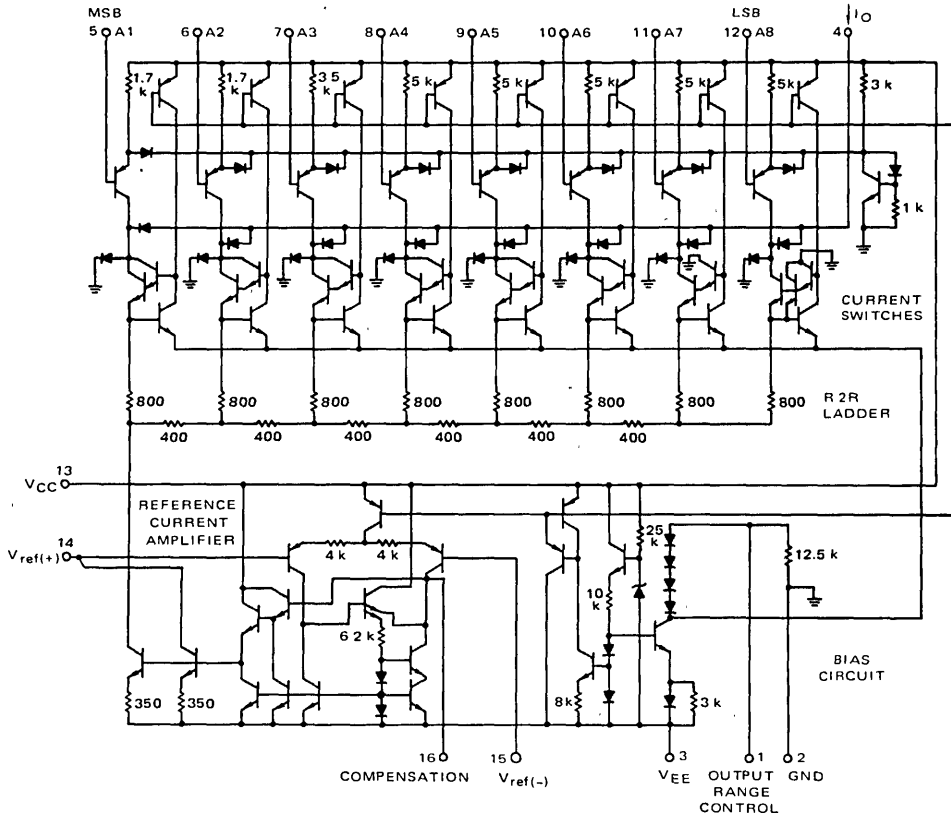 MSB
LSB
I O
5 A1
6 A2
7 A3
8 A4
9 A5
10 A6
11 A7
12 A8
4
1.7 k
1.7 k
3 5 k
5 k
5 k
5 k
5 k
5k
3 k
1 k
CURRENT
SWITCHES
800
800
800
800
800
800
800
800
R 2R
LADDER
400
400
400
400
400
400
VCC
13
REFERENCE
CURRENT
AMPLIFIER
Vref(+)
14
4 k
4 k
25 k
12.5 k
10 k
6 2 k
BIAS
CIRCUIT
350
350
8k
3 k
16
15
3
1
2
COMPENSATION
Vref(–)
VEE
OUTPUT
RANGE
CONTROL
GND